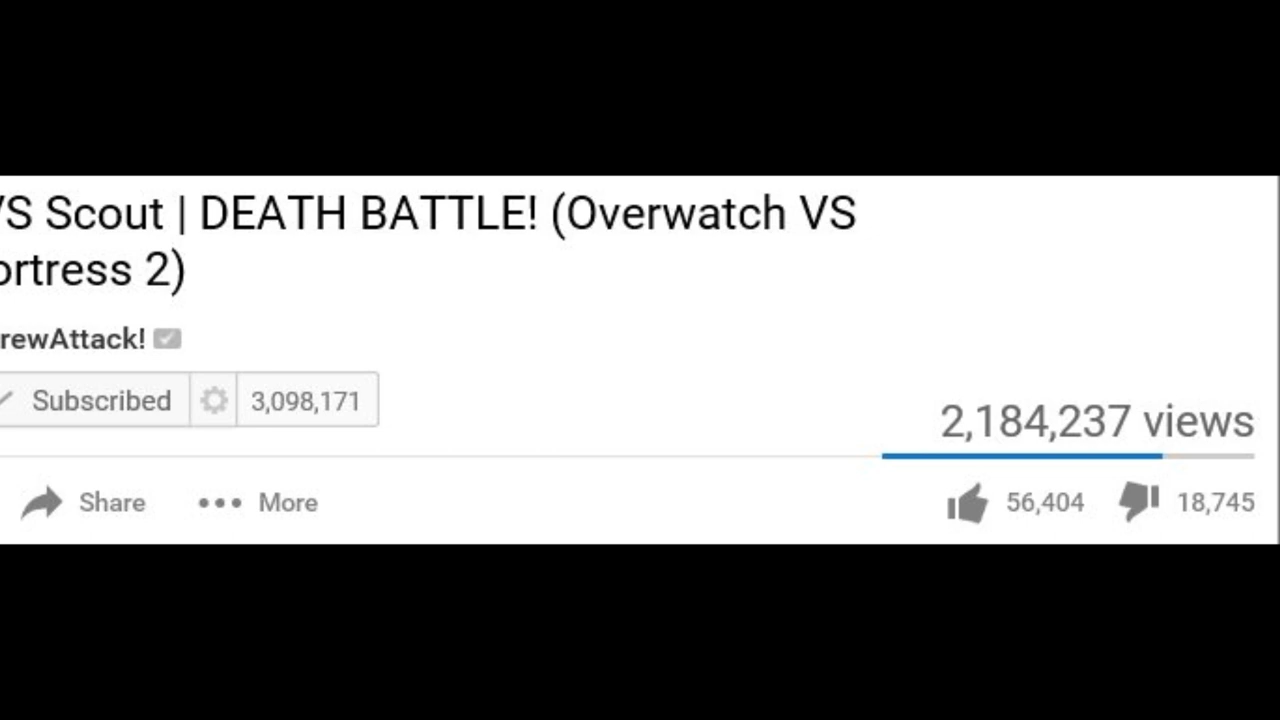 VS Scout | DEATH BATTLE! (Overwatch VS
ortress 2)
rewAttack!
Subscribed 3,098,171
2,184,237 views
Share More 56,404 18,745